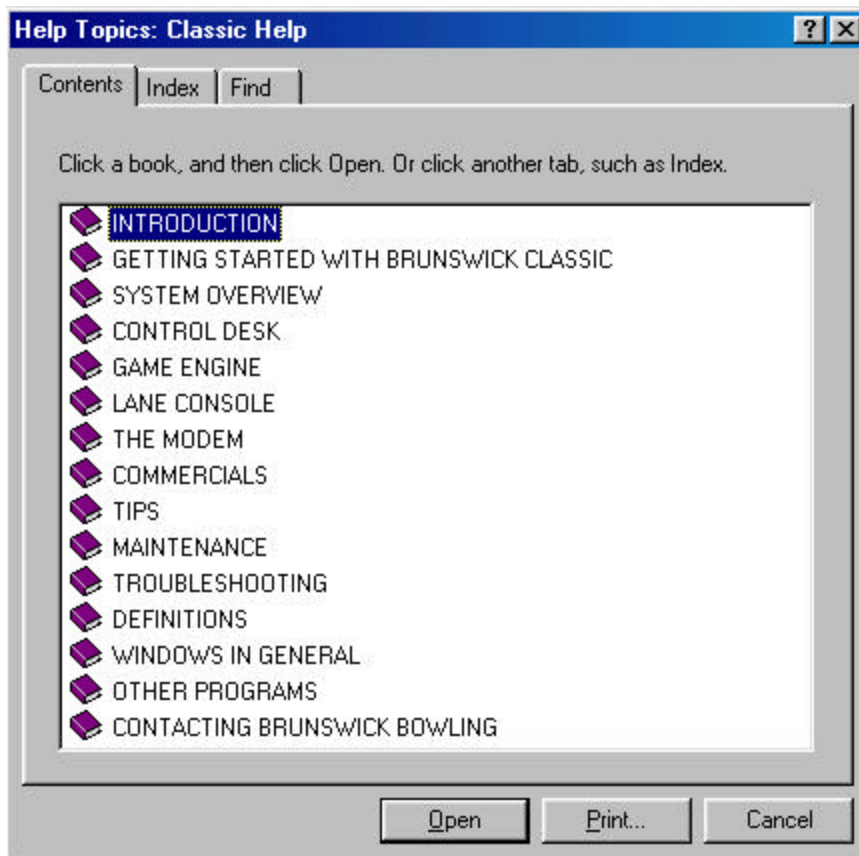 Help Topics: Classic Help
Contents Index Find
Click a book, and then click Open. Or click another tab, such as Index.
INTRODUCTION
GETTING STARTED WITH BRUNSWICK CLASSIC
SYSTEM OVERVIEW
CONTROL DESK
GAME ENGINE
LANE CONSOLE
THE MODEM
COMMERCIALS
TIPS
MAINTENANCE
TROUBLESHOOTING
DEFINITIONS
WINDOWS IN GENERAL
OTHER PROGRAMS
CONTACTING BRUNSWICK BOWLING
Open Print... Cancel